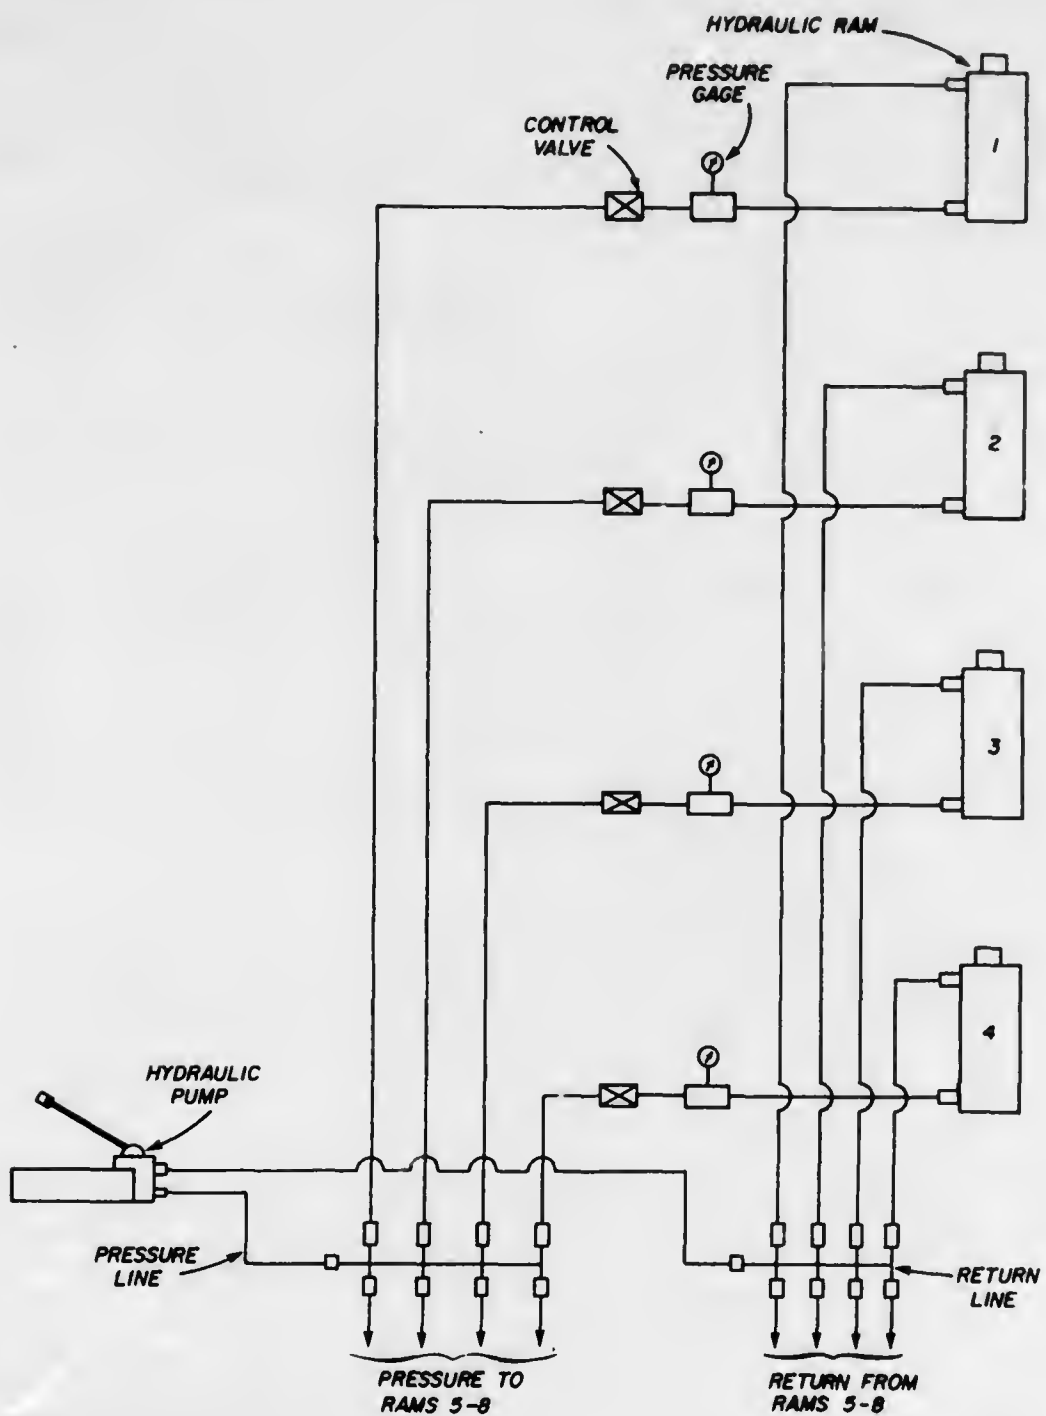 HYDRAULIC RAM
PRESSURE
GAGE
CONTROL
VALVE
1
2
3
4
HYDRAULIC
PUMP
PRESSURE
LINE
RETURN
LINE
PRESSURE TO
RAMS 5-8
RETURN FROM
RAMS 5-8